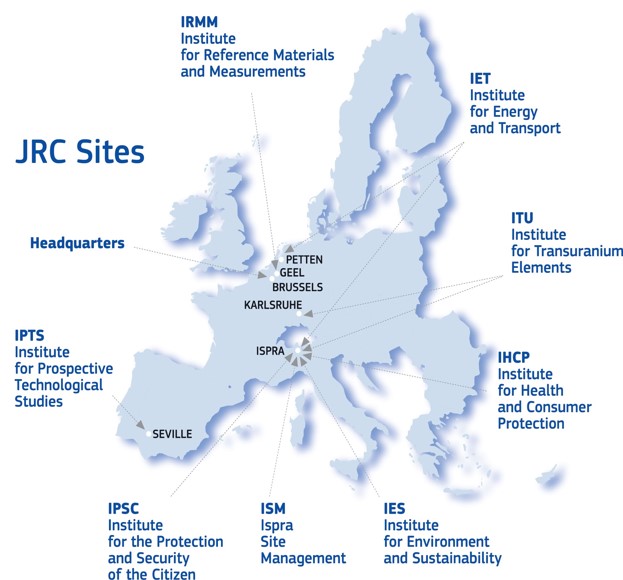 IRMM
Institute
for Reference Materials
and Measurements
IET
Institute
for Energy
and Transport
JRC Sites
ITU
Institute
for Transuranium
Elements
Headquarters
PETTEN
GEEL
BRUSSELS
KARLSRUHE
ISPRA
IPTS
Institute
for Prospective
Technological
Studies
IHCP
Institute
for Health
and Consumer
Protection
SEVILLE
IPSC
Institute
for the Protection
and Security
of the Citizen
ISM
Ispra
Site
Management
IES
Institute
for Environment
and Sustainability